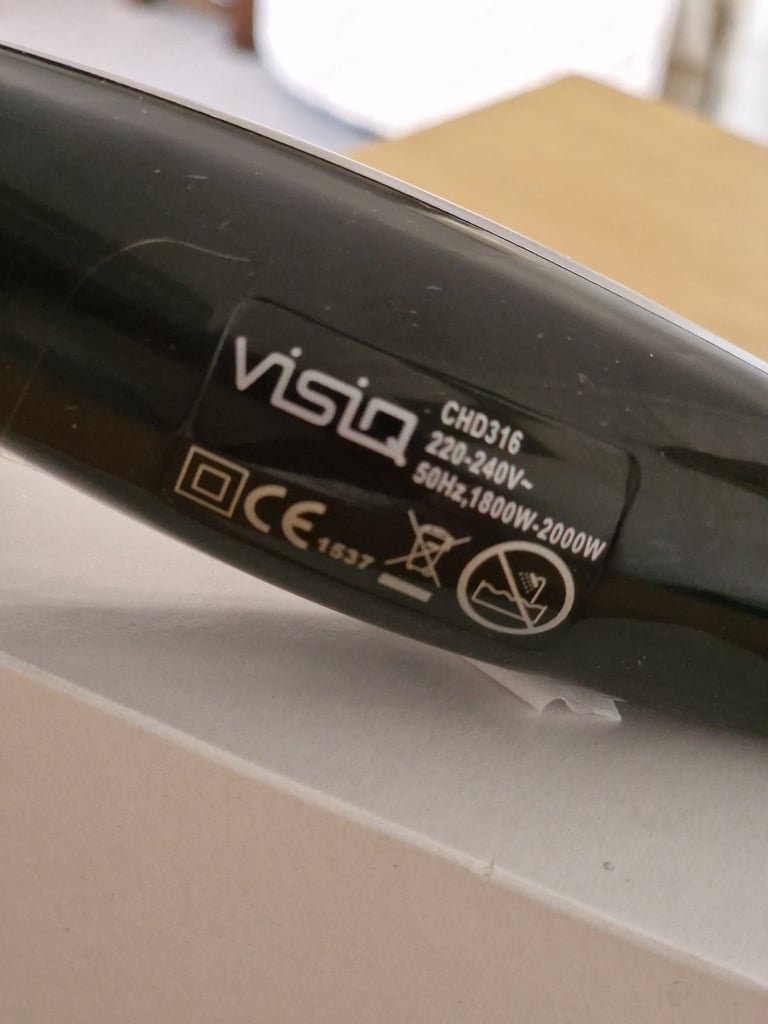 visiq
CHD316
220-240V~
50Hz,1800W-2000W
CE 1537